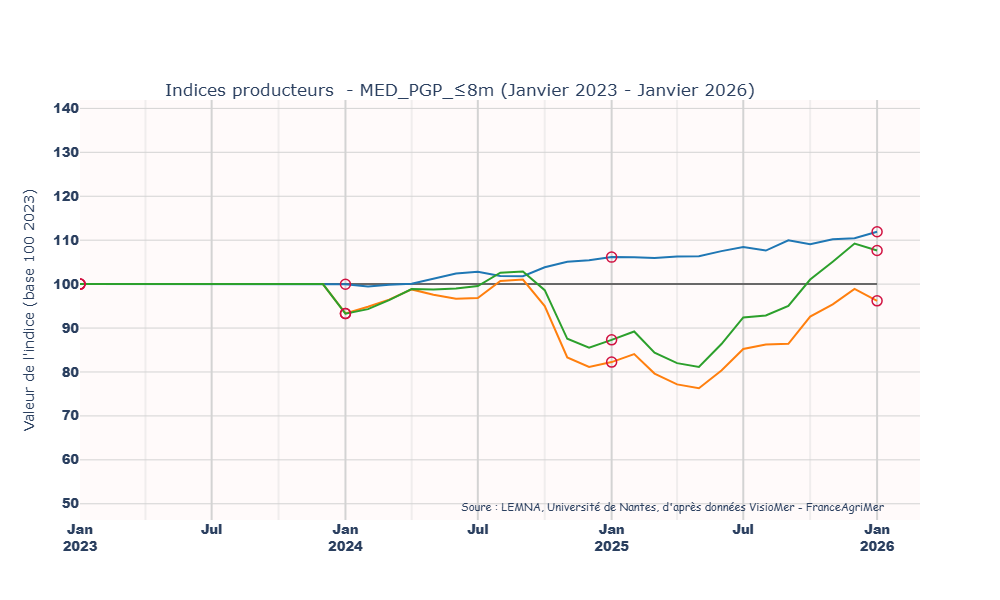 Indices producteurs - MED_PGP_≤8m (Janvier 2023 - Janvier 2026)
Valeur de l'indice (base 100 2023)
140
130
120
110
100
90
80
70
60
50
Soure : LEMNA, Université de Nantes, d'après données VisioMer - FranceAgriMer
Jan Jul Jan Jul Jan Jul Jan
2023 2024 2025 2026